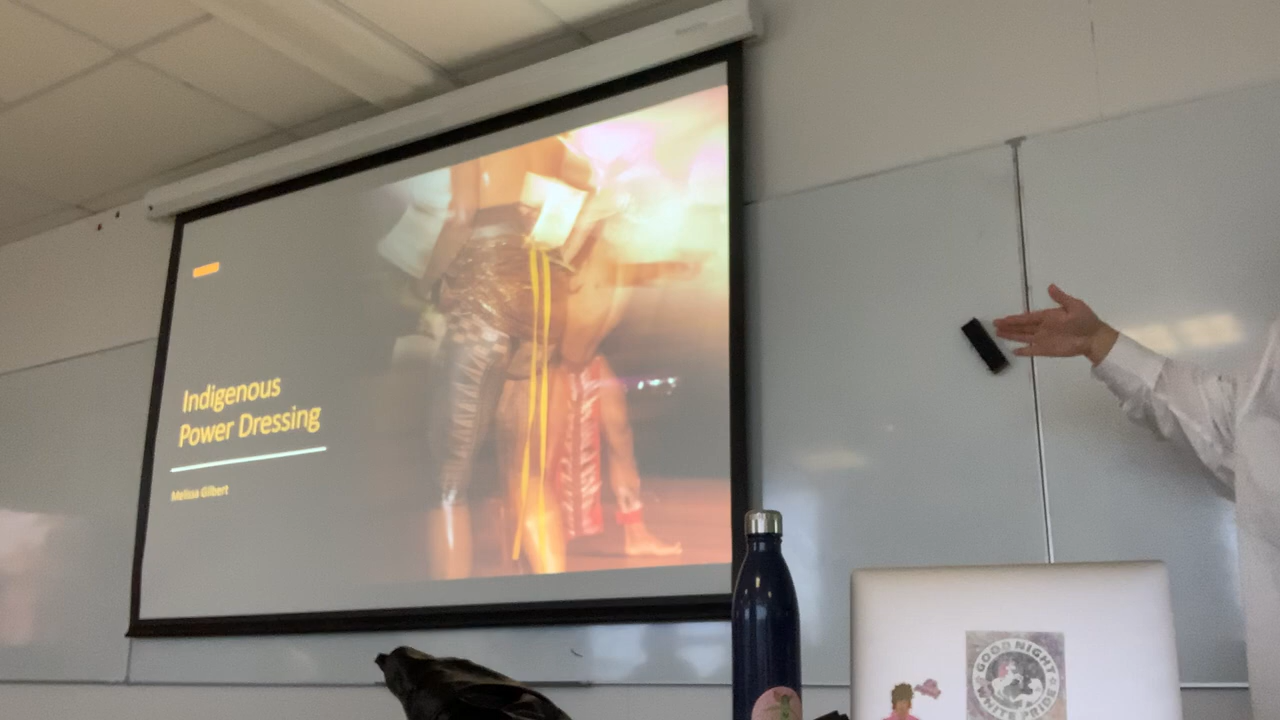 Indigenous
Power Dressing
Melissa Gilbert
GOOD NIGHT
WHITE PRIDE